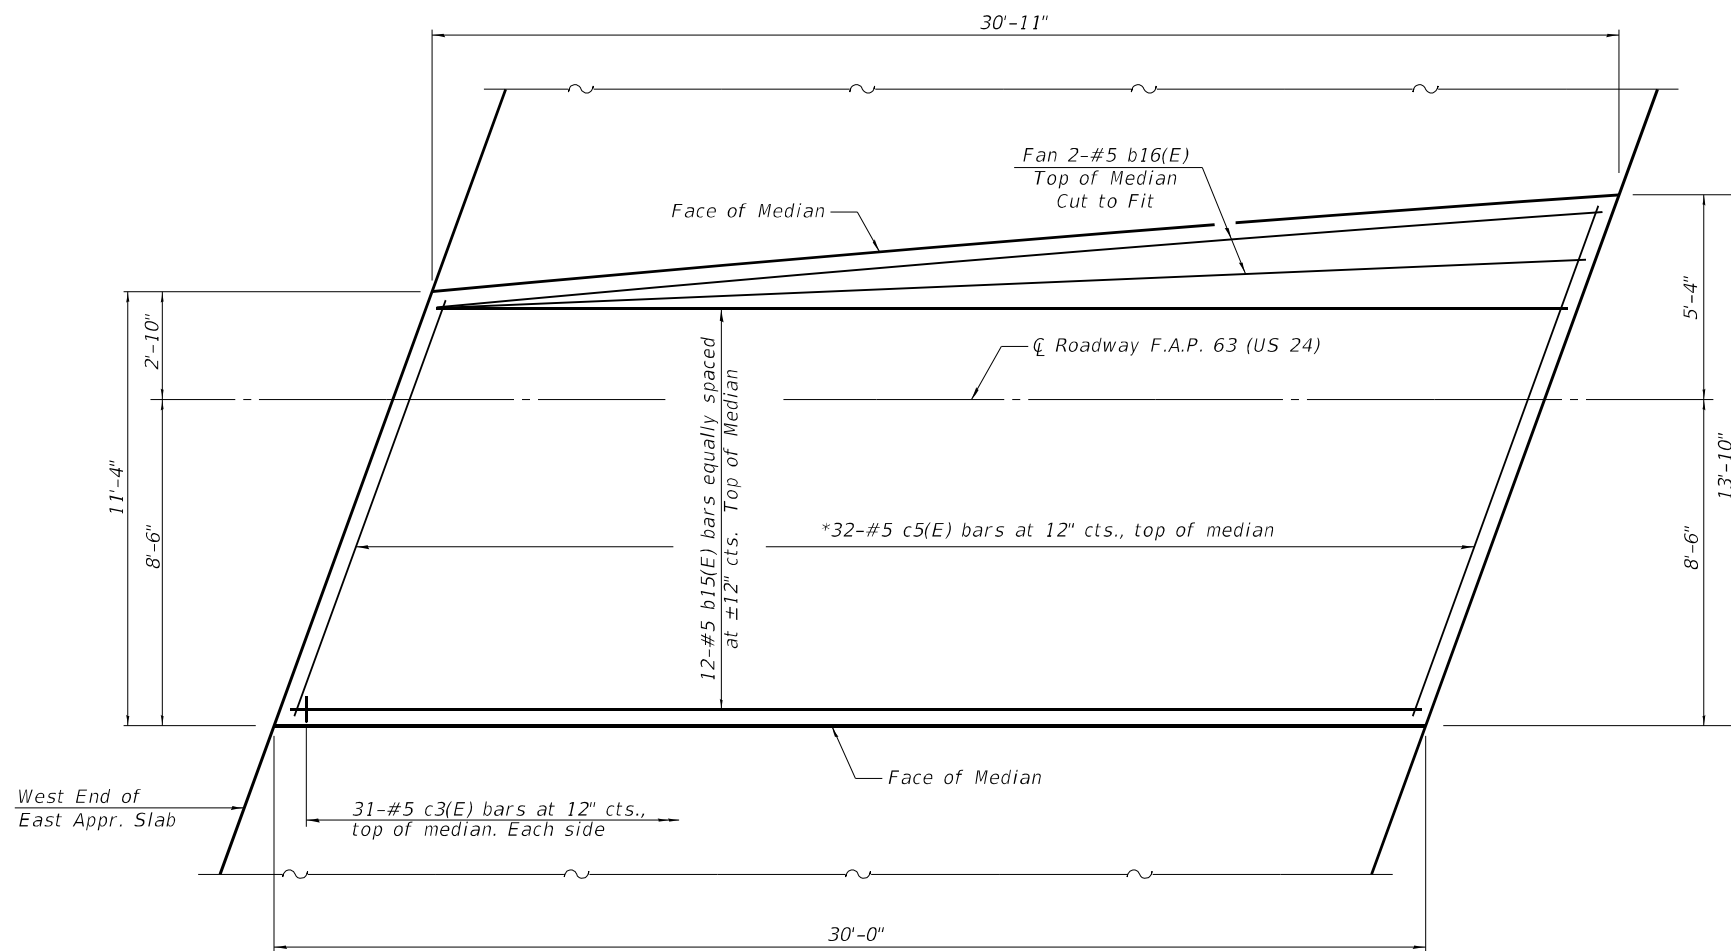 30'-11"
Fan 2-#5 b16(E)
Top of Median
Cut to Fit
Face of Median
2'-10"
5'-4"
℄ Roadway F.A.P. 63 (US 24)
12-#5 b15(E) bars equally spaced
at ±12" cts. Top of Median
11'-4"
13'-10"
*32-#5 c5(E) bars at 12" cts., top of median
8'-6"
8'-6"
Face of Median
West End of
East Appr. Slab
31-#5 c3(E) bars at 12" cts.,
top of median. Each side
30'-0"